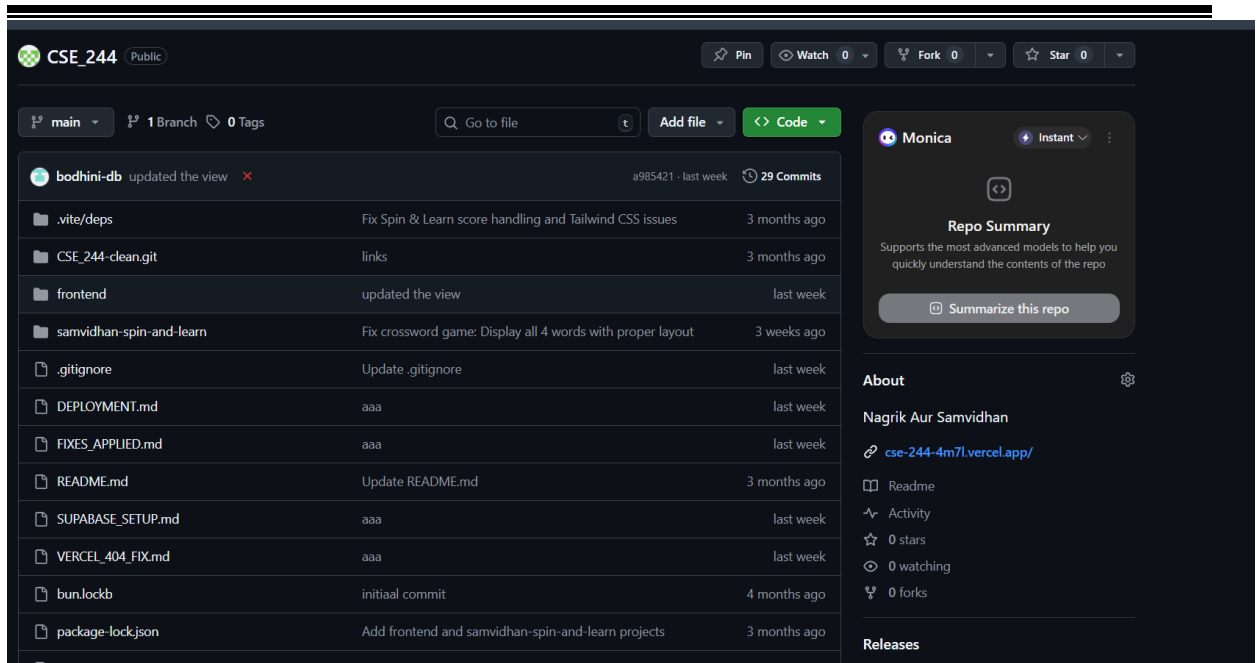 CSE_244 Public
Pin Watch 0 Fork 0 Star 0
main 1 Branch 0 Tags Go to file t Add file Code
bodhini-db updated the view a985421 · last week 29 Commits
.vite/deps Fix Spin & Learn score handling and Tailwind CSS issues 3 months ago
CSE_244-clean.git links 3 months ago
frontend updated the view last week
samvidhan-spin-and-learn Fix crossword game: Display all 4 words with proper layout 3 weeks ago
.gitignore Update .gitignore last week
DEPLOYMENT.md aaa last week
FIXES_APPLIED.md aaa last week
README.md Update README.md 3 months ago
SUPABASE_SETUP.md aaa last week
VERCEL_404_FIX.md aaa last week
bun.lockb initiaal commit 4 months ago
package-lock.json Add frontend and samvidhan-spin-and-learn projects 3 months ago
Monica Instant
Repo Summary
Supports the most advanced models to help you
quickly understand the contents of the repo
Summarize this repo
About
Nagrik Aur Samvidhan
cse-244-4m7l.vercel.app/
Readme
Activity
0 stars
0 watching
0 forks
Releases